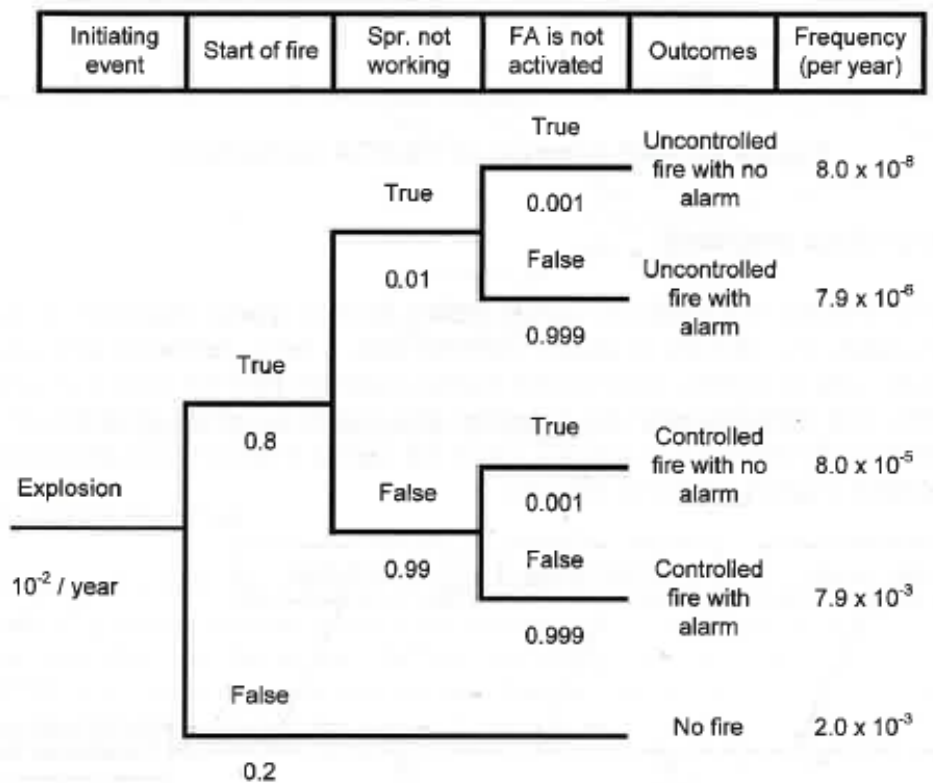 Initiating event
Start of fire
Spr. not working
FA is not activated
Outcomes
Frequency (per year)
True
Uncontrolled fire with no alarm
8.0 x 10⁻⁸
True
0.001
False
0.01
Uncontrolled fire with alarm
7.9 x 10⁻⁶
0.999
True
0.8
True
Controlled fire with no alarm
8.0 x 10⁻⁵
Explosion
False
0.001
False
10⁻² / year
0.99
Controlled fire with alarm
7.9 x 10⁻³
0.999
False
No fire
2.0 x 10⁻³
0.2